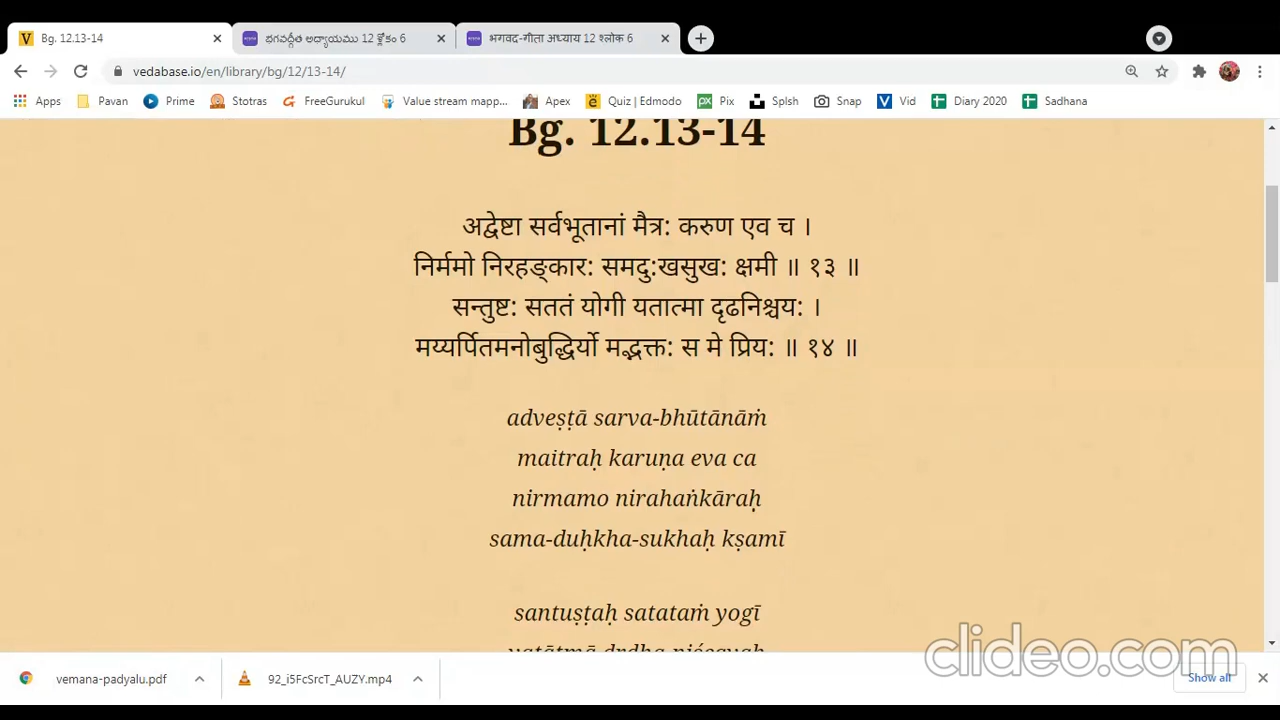 Bg. 12.13-14
భగవద్గీత అధ్యాయము 12 శ్లోకం 6
भगवद-गीता अध्याय 12 श्लोक 6
vedabase.io/en/library/bg/12/13-14/
Apps Pavan Prime Stotras FreeGurukul Value stream mapp... Apex Quiz | Edmodo Pix Splsh Snap Vid Diary 2020 Sadhana
Bg. 12.13-14
अद्वेष्टा सर्वभूतानां मैत्र: करुण एव च ।
निर्ममो निरहङ्कार: समदु:खसुख: क्षमी ॥ १३ ॥
सन्तुष्ट: सततं योगी यतात्मा दृढनिश्चय: ।
मय्यर्पितमनोबुद्धिर्यो मद्भक्त: स मे प्रिय: ॥ १४ ॥
adveṣṭā sarva-bhūtānāṁ
maitraḥ karuṇa eva ca
nirmamo nirahaṅkāraḥ
sama-duḥkha-sukhaḥ kṣamī
santuṣṭaḥ satataṁ yogī
yatātmā dṛḍha-niścayaḥ
clideo.com
vemana-padyalu.pdf
92_i5FcSrcT_AUZY.mp4
Show all